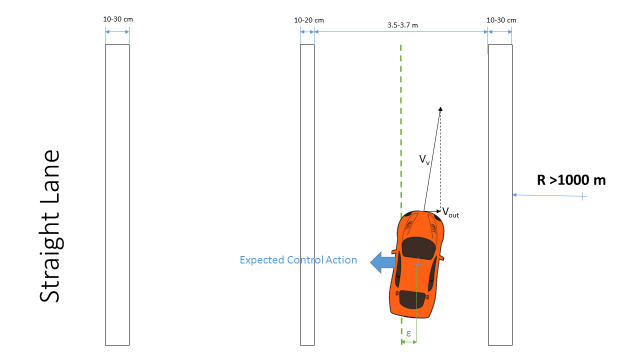 10-30 cm
10-20 cm
3.5-3.7 m
10-30 cm
Straight Lane
Vv
R >1000 m
Vout
Expected Control Action
ε